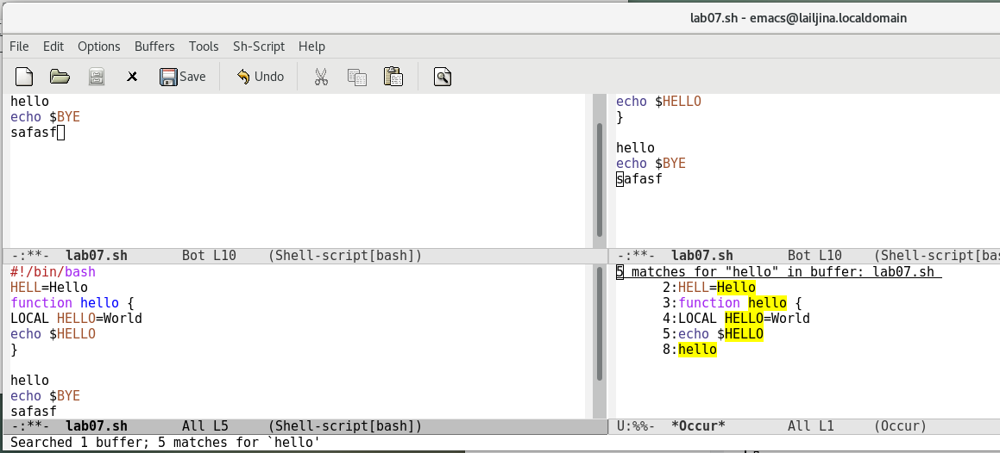 lab07.sh - emacs@lailjina.localdomain
File Edit Options Buffers Tools Sh-Script Help
Save Undo
hello
echo $BYE
safasf
-:**- lab07.sh Bot L10 (Shell-script[bash])
echo $HELLO
}
hello
echo $BYE
safasf
-:**- lab07.sh Bot L10 (Shell-script[bas
#!/bin/bash
HELL=Hello
function hello {
LOCAL HELLO=World
echo $HELLO
}
hello
echo $BYE
safasf
-:**- lab07.sh All L5 (Shell-script[bash])
5 matches for "hello" in buffer: lab07.sh
2:HELL=Hello
3:function hello {
4:LOCAL HELLO=World
5:echo $HELLO
8:hello
U:%%- *Occur* All L1 (Occur)
Searched 1 buffer; 5 matches for `hello'